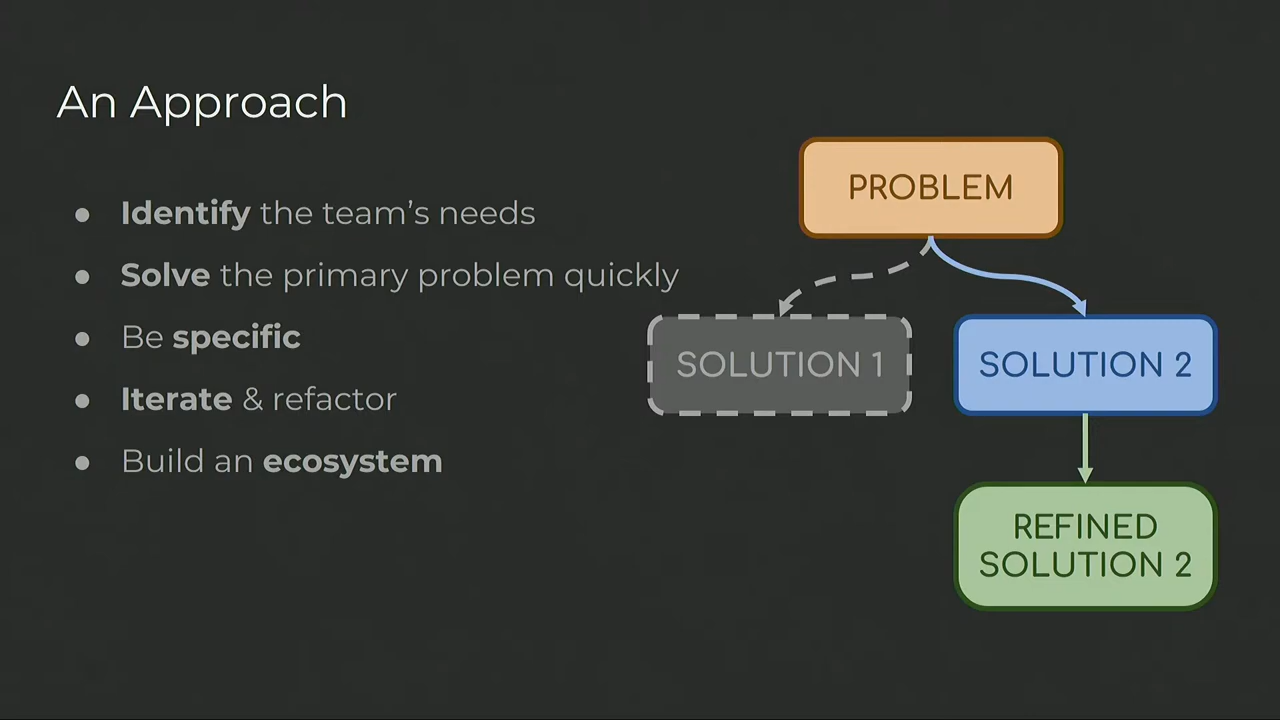 An Approach
● Identify the team’s needs
● Solve the primary problem quickly
● Be specific
● Iterate & refactor
● Build an ecosystem
PROBLEM
SOLUTION 1
SOLUTION 2
REFINED
SOLUTION 2